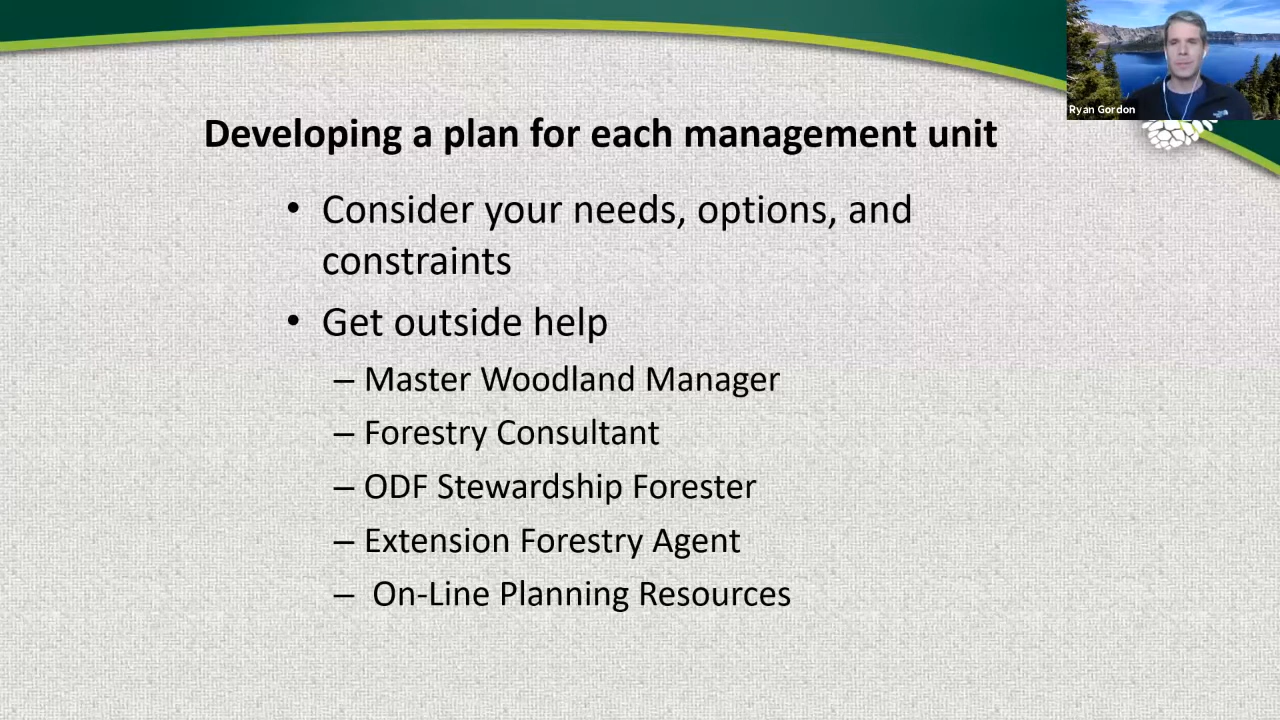 Ryan Gordon
Developing a plan for each management unit
• Consider your needs, options, and
constraints
• Get outside help
– Master Woodland Manager
– Forestry Consultant
– ODF Stewardship Forester
– Extension Forestry Agent
– On-Line Planning Resources